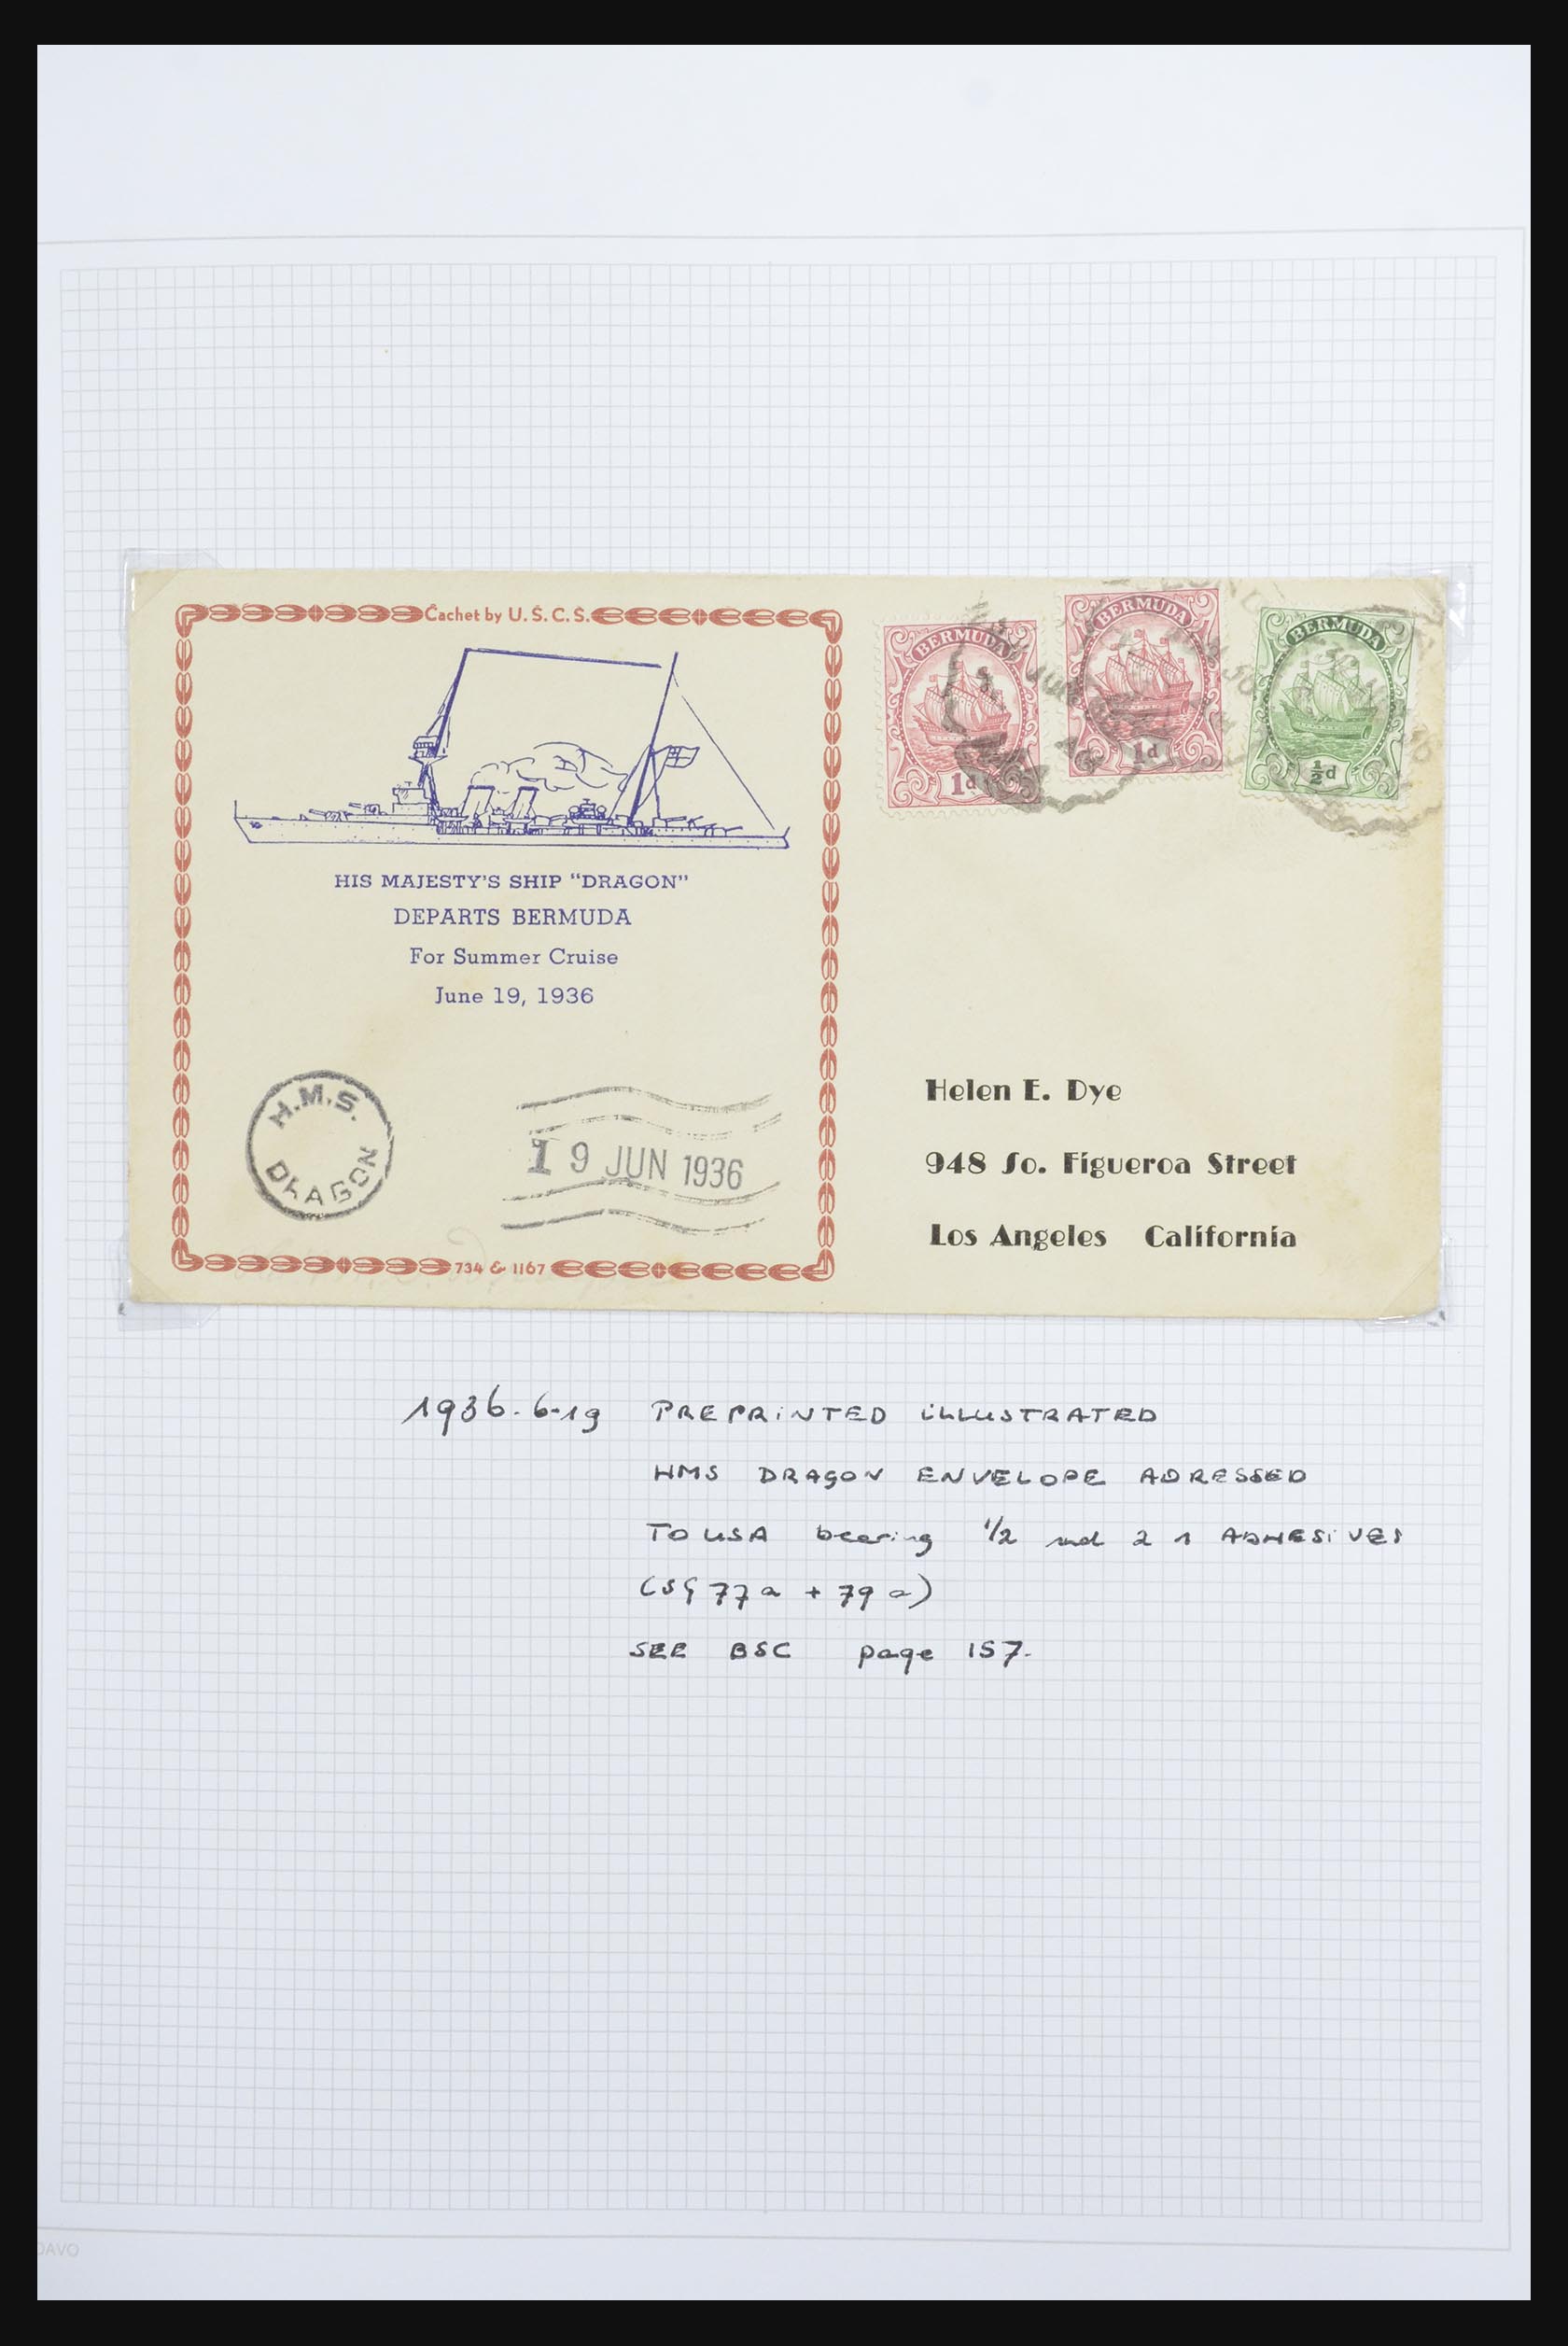 Cachet by U.S.C.S.
HIS MAJESTY'S SHIP "DRAGON"
DEPARTS BERMUDA
For Summer Cruise
June 19, 1936
H.M.S.
DRAGON
19 JUN 1936
734 & 1167
BERMUDA
1d
BERMUDA
1d
BERMUDA
½d
Helen E. Dye
948 So. Figueroa Street
Los Angeles California
1936-6-19 PREPRiNTED iLLUSTRATED
HMS DRAGON ENVELOPE ADRESSED
TO USA bearing 1/2 and 2 1 ADHESiVES
(SG 77a + 79a)
SEE BSC page 157.
DAVO